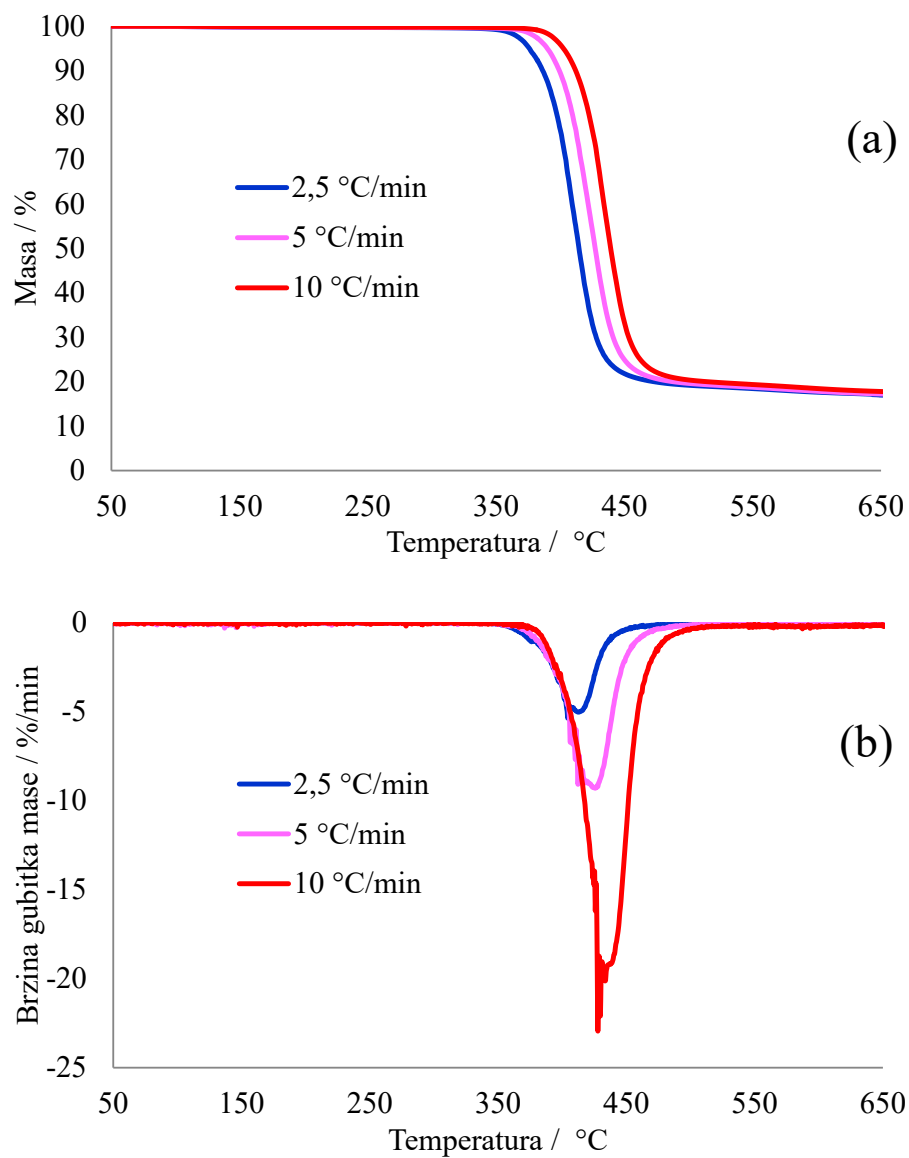 100
90
80
70
60
50
40
30
20
10
0
Masa / %
(a)
2,5 °C/min
5 °C/min
10 °C/min
50 150 250 350 450 550 650
Temperatura / °C
0
-5
-10
-15
-20
-25
Brzina gubitka mase / %/min
(b)
2,5 °C/min
5 °C/min
10 °C/min
50 150 250 350 450 550 650
Temperatura / °C